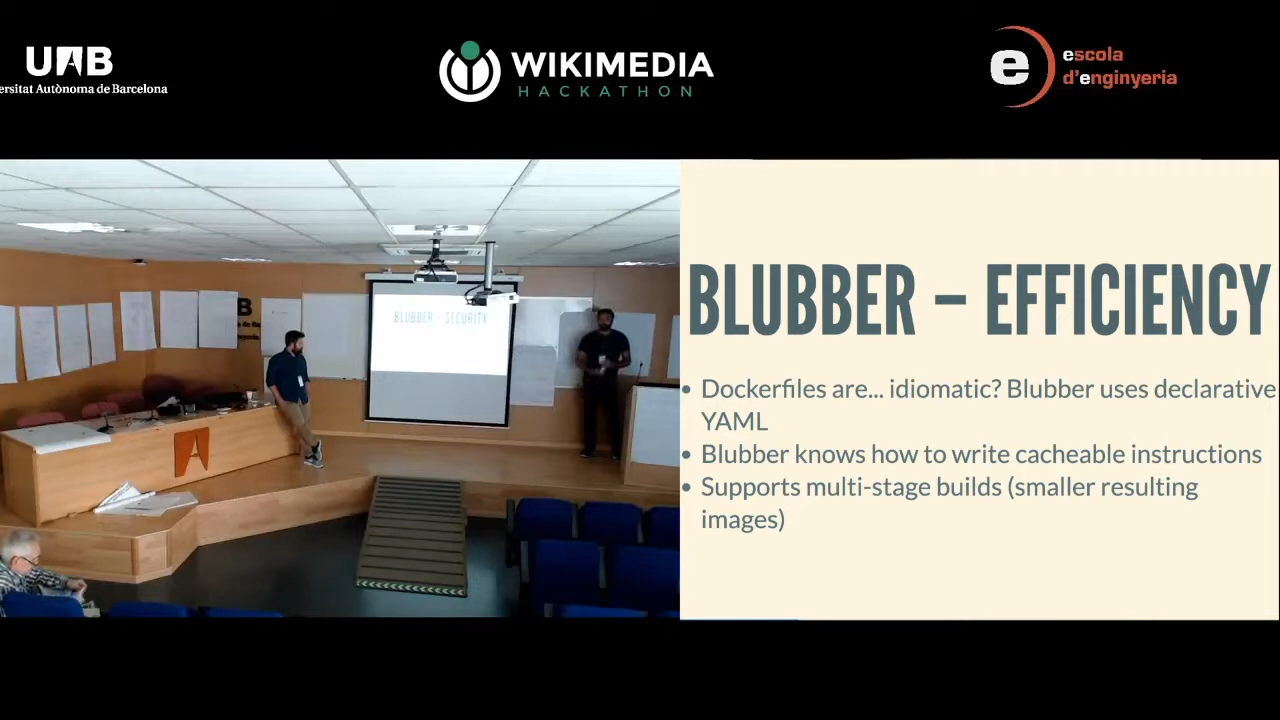 UAB
ersitat Autònoma de Barcelona
WIKIMEDIA
HACKATHON
e
escola
d'enginyeria
BLUBBER - SECURITY
BLUBBER – EFFICIENCY
• Dockerfiles are... idiomatic? Blubber uses declarative
YAML
• Blubber knows how to write cacheable instructions
• Supports multi-stage builds (smaller resulting
images)